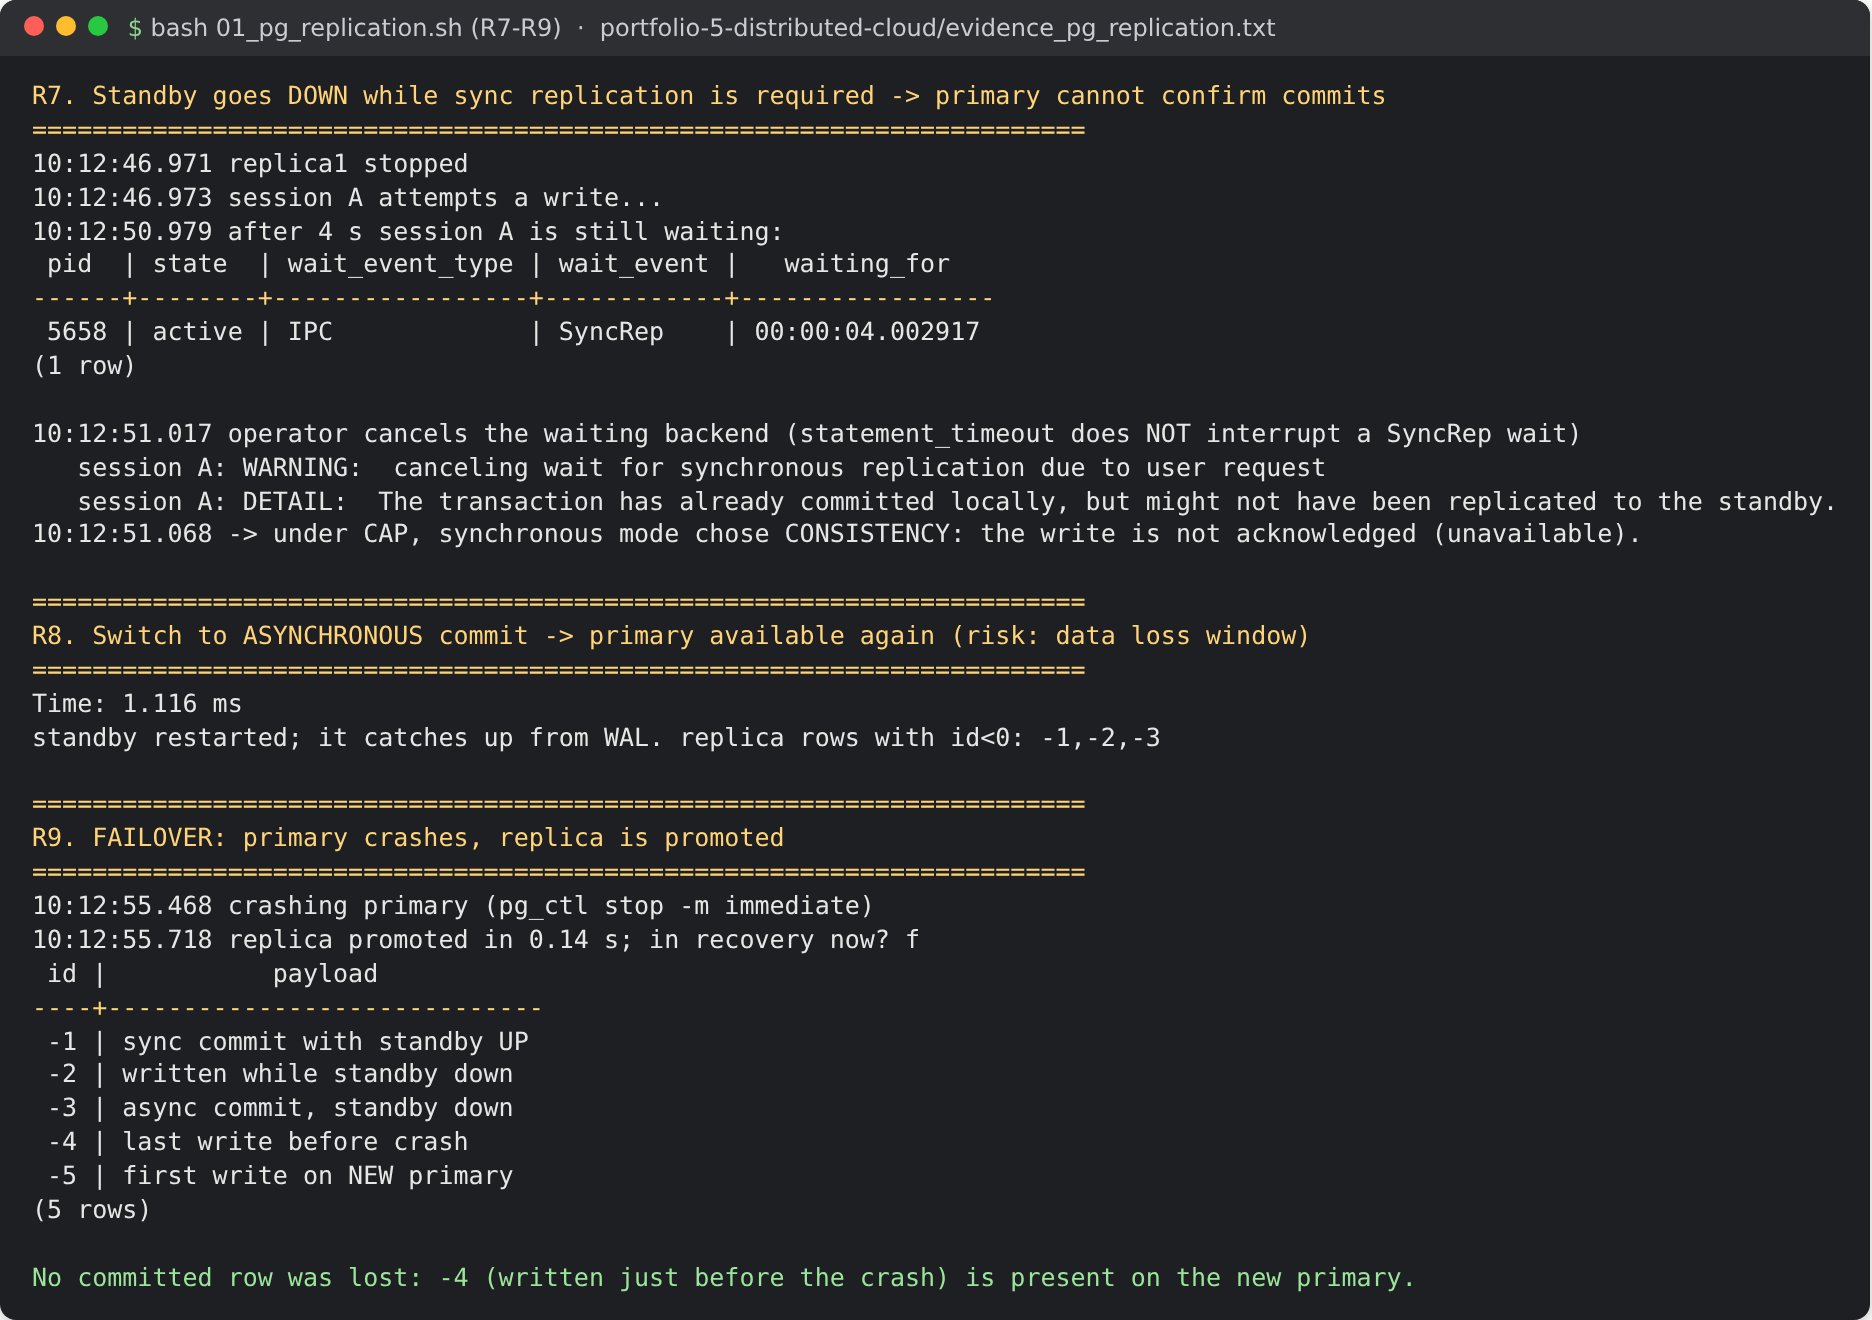 $ bash 01_pg_replication.sh (R7-R9)  ·  portfolio-5-distributed-cloud/evidence_pg_replication.txt
R7. Standby goes DOWN while sync replication is required -> primary cannot confirm commits
======================================================================
10:12:46.971 replica1 stopped
10:12:46.973 session A attempts a write...
10:12:50.979 after 4 s session A is still waiting:
 pid  | state  | wait_event_type | wait_event |   waiting_for
------+--------+-----------------+------------+-----------------
 5658 | active | IPC             | SyncRep    | 00:00:04.002917
(1 row)

10:12:51.017 operator cancels the waiting backend (statement_timeout does NOT interrupt a SyncRep wait)
   session A: WARNING:  canceling wait for synchronous replication due to user request
   session A: DETAIL:  The transaction has already committed locally, but might not have been replicated to the standby.
10:12:51.068 -> under CAP, synchronous mode chose CONSISTENCY: the write is not acknowledged (unavailable).

======================================================================
R8. Switch to ASYNCHRONOUS commit -> primary available again (risk: data loss window)
======================================================================
Time: 1.116 ms
standby restarted; it catches up from WAL. replica rows with id<0: -1,-2,-3

======================================================================
R9. FAILOVER: primary crashes, replica is promoted
======================================================================
10:12:55.468 crashing primary (pg_ctl stop -m immediate)
10:12:55.718 replica promoted in 0.14 s; in recovery now? f
 id |           payload
----+-----------------------------
 -1 | sync commit with standby UP
 -2 | written while standby down
 -3 | async commit, standby down
 -4 | last write before crash
 -5 | first write on NEW primary
(5 rows)

No committed row was lost: -4 (written just before the crash) is present on the new primary.